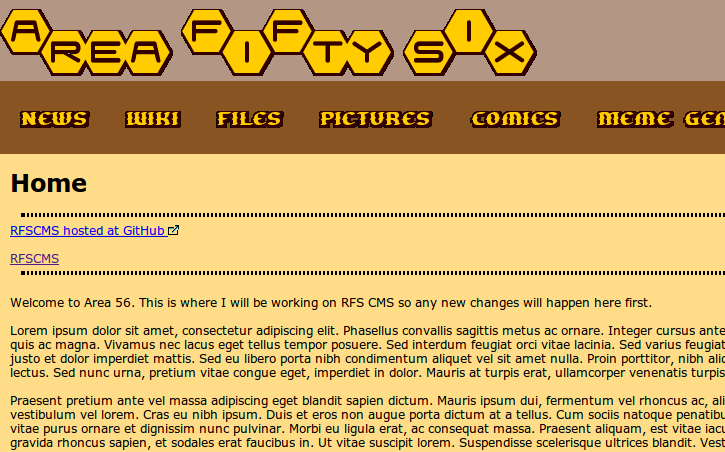 AREA FIFTY SIX
NEWS WIKI FILES PICTURES COMICS MEME
Home
RFSCMS hosted at GitHub
RFSCMS
Welcome to Area 56. This is where I will be working on RFS CMS so any new changes will happen here first.
Lorem ipsum dolor sit amet, consectetur adipiscing elit. Phasellus convallis sagittis metus ac ornare. Integer cursus ante
quis ac magna. Vivamus nec lacus eget tellus tempor posuere. Sed interdum feugiat orci vitae lacinia. Sed varius feugiat
justo et dolor imperdiet mattis. Sed eu libero porta nibh condimentum aliquet vel sit amet nulla. Proin porttitor, nibh
lectus. Sed nunc urna, pretium vitae congue eget, imperdiet in dolor. Mauris at turpis erat, ullamcorper venenatis turpis
Praesent pretium ante vel massa adipiscing eget blandit sapien dictum. Mauris ipsum dui, fermentum vel rhoncus ac,
vestibulum vel lorem. Cras eu nibh ipsum. Duis et eros non augue porta dictum at a tellus. Cum sociis natoque
vitae purus ornare et dignissim nunc pulvinar. Morbi eu ligula erat, ac consequat massa. Praesent aliquam, est vitae
gravida rhoncus sapien, et sodales erat faucibus in. Ut vitae suscipit lorem. Suspendisse scelerisque ultrices blandit.